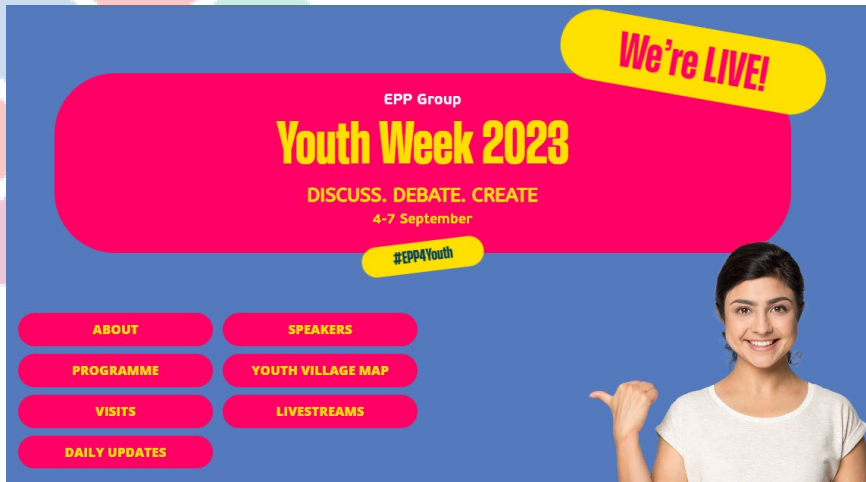 We're LIVE!
EPP Group
Youth Week 2023
DISCUSS. DEBATE. CREATE
4-7 September
#EPP4Youth
ABOUT
SPEAKERS
PROGRAMME
YOUTH VILLAGE MAP
VISITS
LIVESTREAMS
DAILY UPDATES